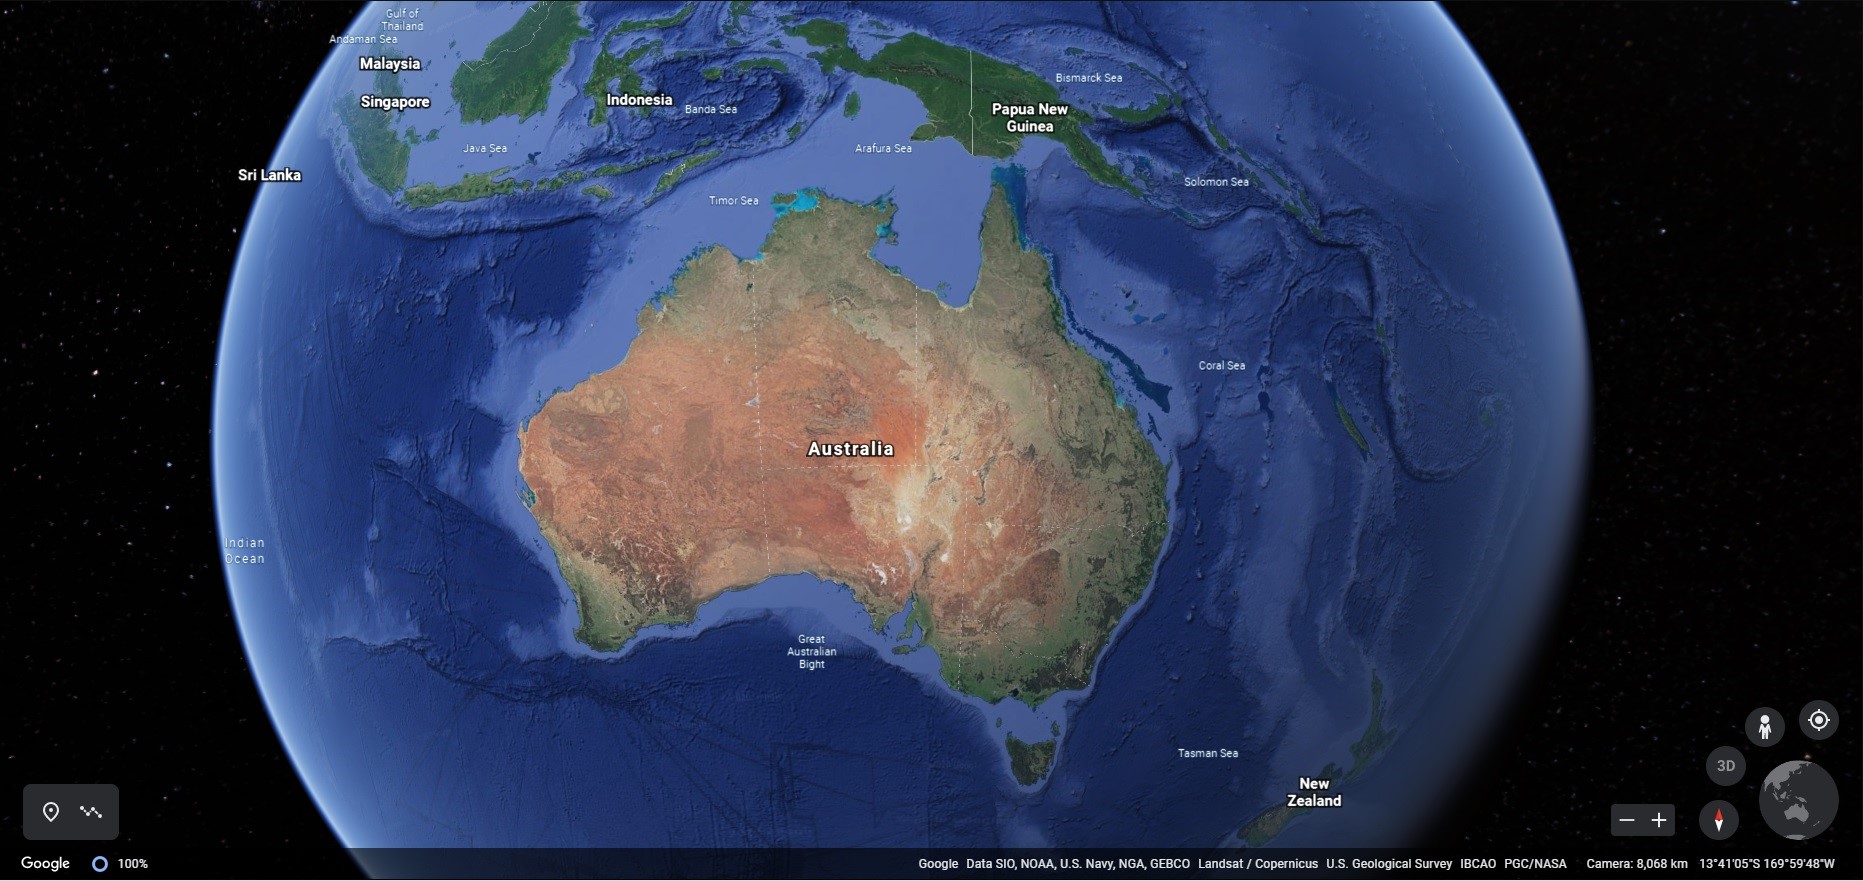 Gulf of
Thailand
Andaman Sea
Malaysia
Singapore
Indonesia
Banda Sea
Bismarck Sea
Papua New
Guinea
Java Sea
Arafura Sea
Sri Lanka
Solomon Sea
Timor Sea
Coral Sea
Australia
Indian
Ocean
Great
Australian
Bight
Tasman Sea
New
Zealand
3D
Google 100% Google Data SIO, NOAA, U.S. Navy, NGA, GEBCO Landsat / Copernicus U.S. Geological Survey IBCAO PGC/NASA Camera: 8,068 km 13°41'05"S 169°59'48"W